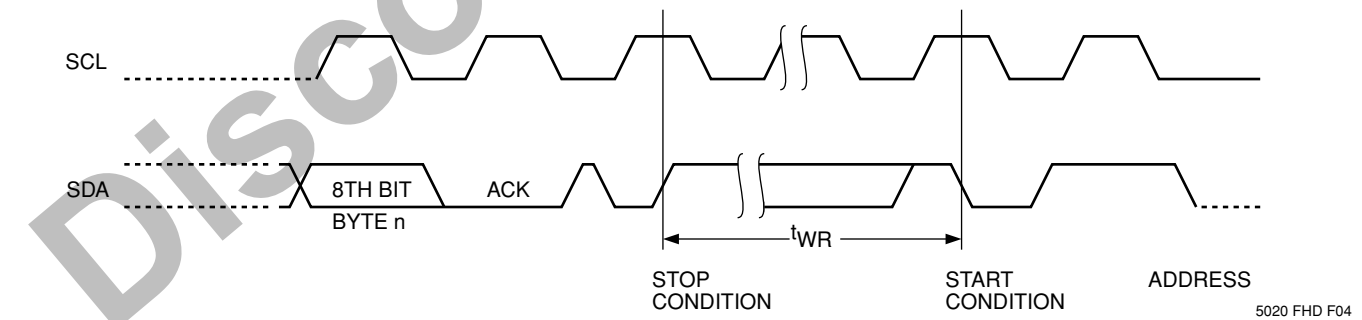 SCL
SDA
8TH BIT
ACK
BYTE n
tWR
STOP
CONDITION
START
CONDITION
ADDRESS
5020 FHD F04
Disco